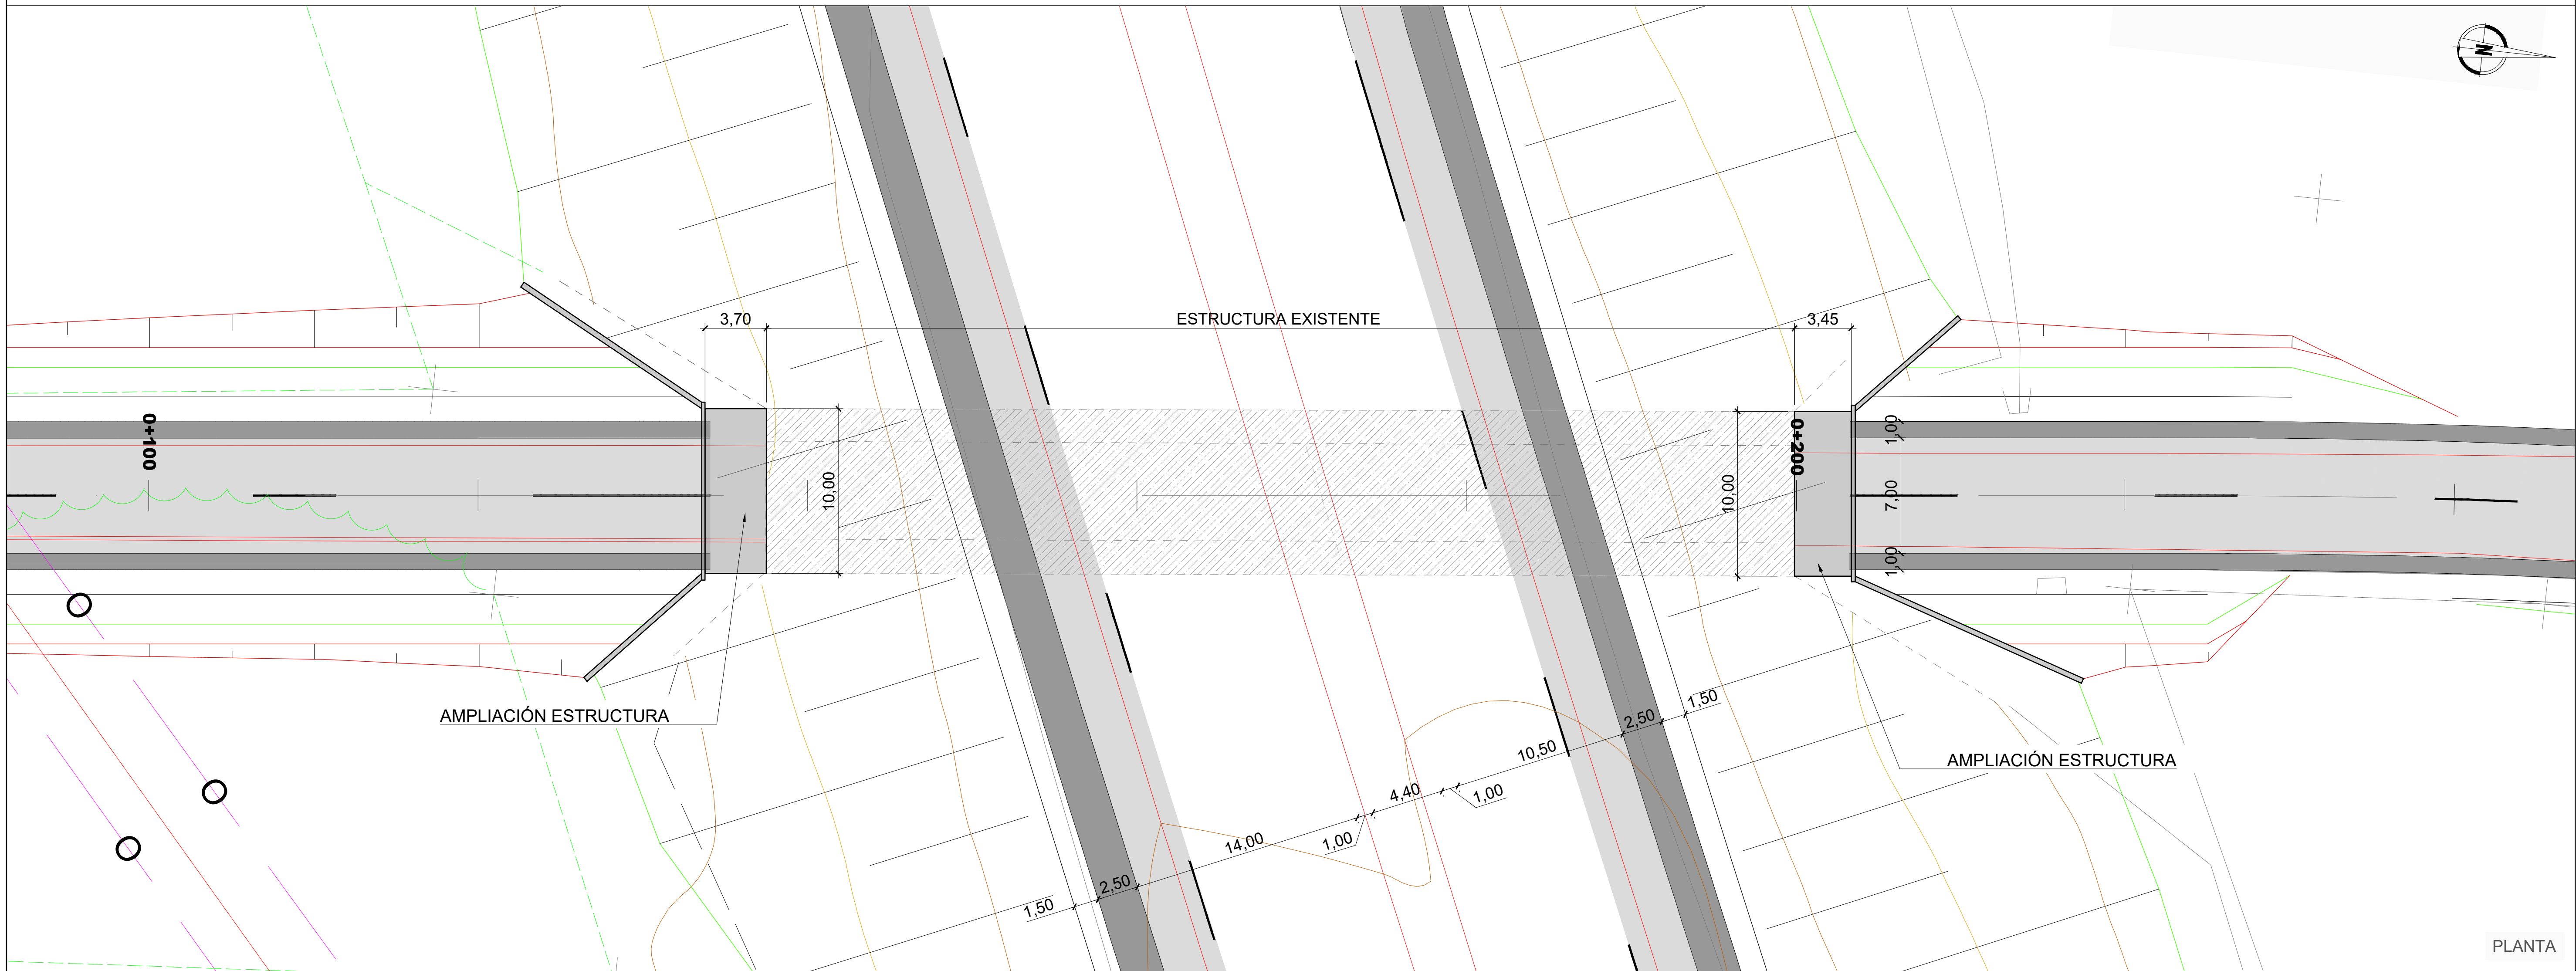 N
3,70
ESTRUCTURA EXISTENTE
3,45
0+100
0+200
10,00
10,00
1,00
7,00
1,00
AMPLIACIÓN ESTRUCTURA
AMPLIACIÓN ESTRUCTURA
1,50
2,50
14,00
1,00
4,40
1,00
10,50
2,50
1,50
O
O
O
PLANTA